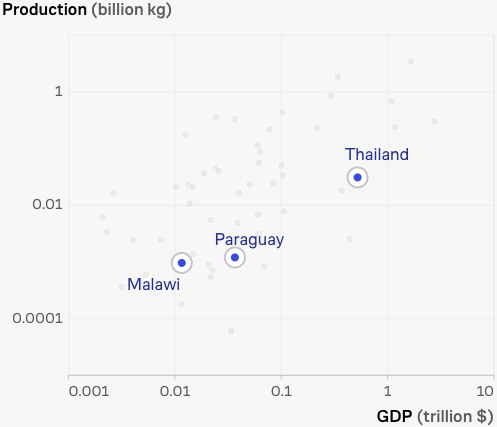 Production (billion kg)
1
Thailand
0.01
Paraguay
Malawi
0.0001
0.001 0.01 0.1 1 10
GDP (trillion $)